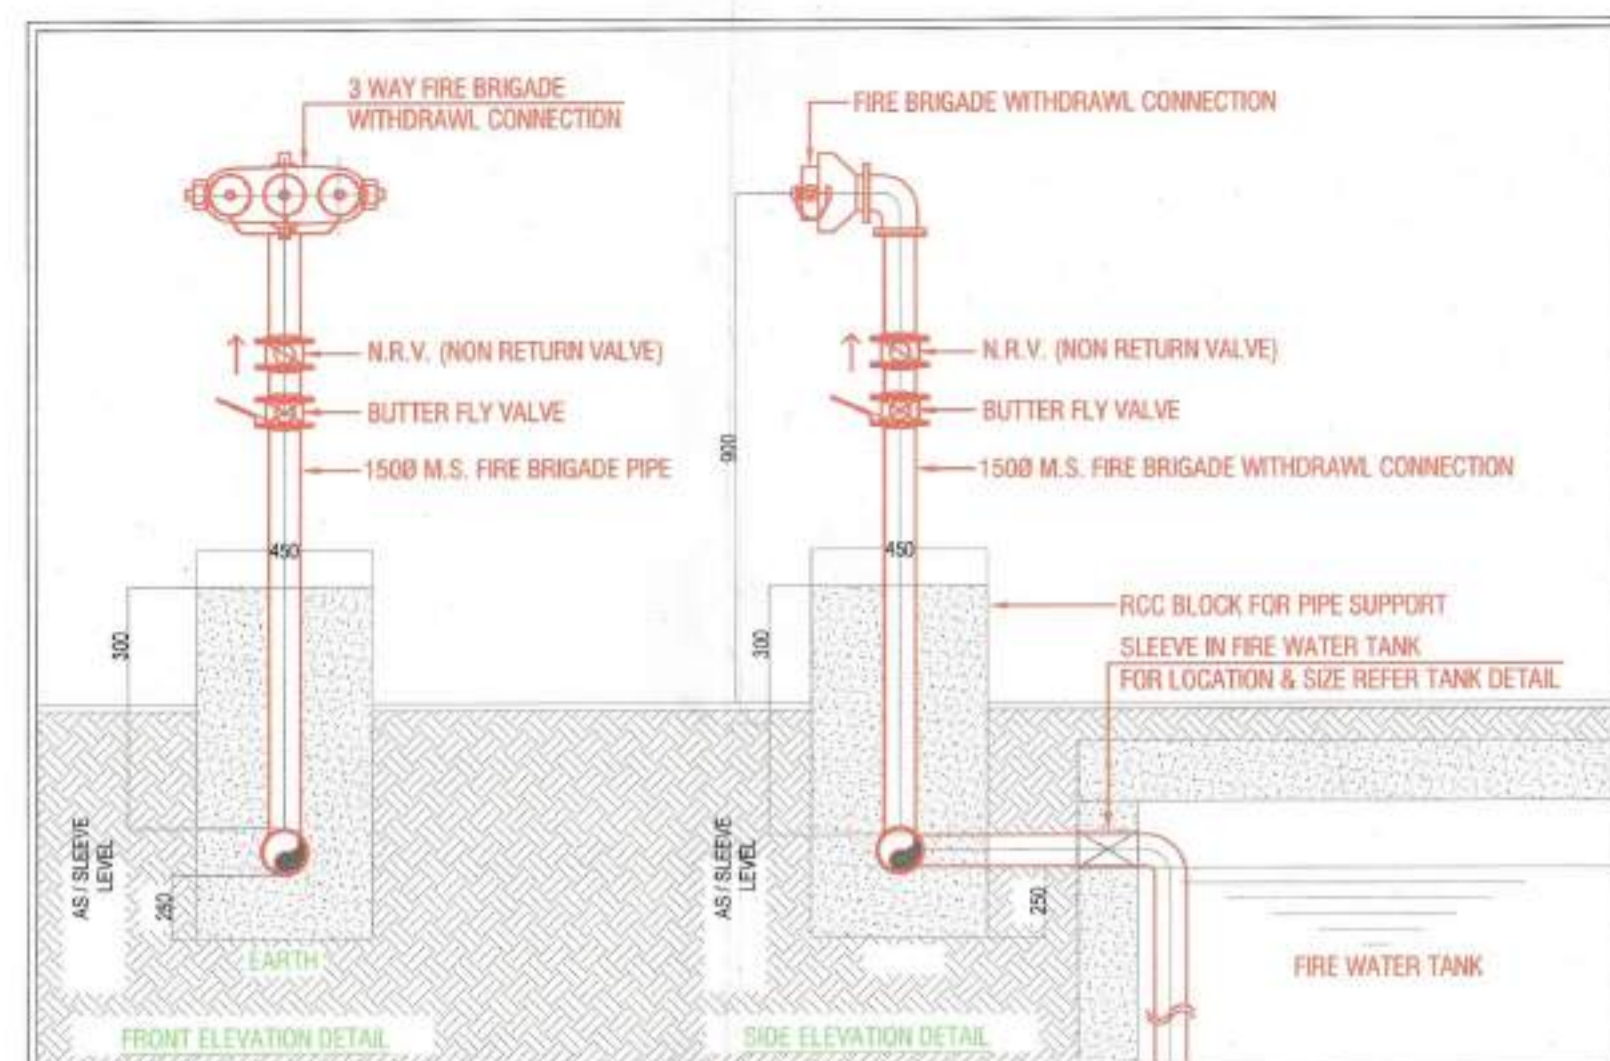 3 WAY FIRE BRIGADE
WITHDRAWL CONNECTION
N.R.V. (NON RETURN VALVE)
BUTTER FLY VALVE
150Ø M.S. FIRE BRIGADE PIPE
450
300
AS / SLEEVE
LEVEL
250
EARTH
FRONT ELEVATION DETAIL
FIRE BRIGADE WITHDRAWL CONNECTION
N.R.V. (NON RETURN VALVE)
BUTTER FLY VALVE
900
150Ø M.S. FIRE BRIGADE WITHDRAWL CONNECTION
450
300
RCC BLOCK FOR PIPE SUPPORT
SLEEVE IN FIRE WATER TANK
FOR LOCATION & SIZE REFER TANK DETAIL
AS / SLEEVE
LEVEL
250
FIRE WATER TANK
SIDE ELEVATION DETAIL